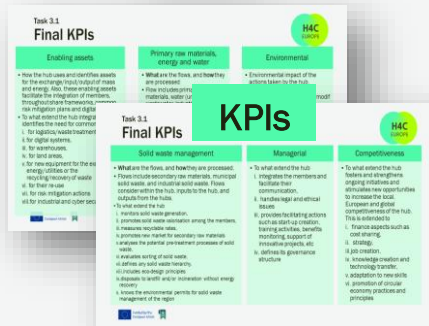 Task 3.1
Final KPIs
H4C
EUROPE
Enabling assets
Primary raw materials,
energy and water
Environmental
• How the hub uses and identifies assets
for the exchange/input/output of mass
and energy. Also, these enabling assets
facilitate the integration of members,
throughout share frameworks, common
risk mitigation plans and digital
• To what extend the hub integrates
identifies the need for common
i. for logistics/waste treatment
ii. for digital systems,
iii. for warehouses,
iv. for land areas,
v. for new equipment for the
energy/utilities or the
recycling/recovery of waste
vi. for their re-use
vii. for risk mitigation actions
viii. for industrial and cyber
• What are the flows, and how they
are processed
• Flows include
materials, water
• Environmental impact of the
actions taken by the hub
KPIs
Task 3.1
Final KPIs
H4C
EUROPE
Solid waste management
Managerial
Competitiveness
• What are the flows, and how they are processed.
• Flows include secondary raw materials, municipal
solid waste, and industrial solid waste. Flows
consider within the hub, inputs to the hub, and
outputs from the hubs.
• To what extend the hub
i. monitors solid waste generation,
ii. promotes solid waste valorisation among the members,
iii. measures recyclable rates,
iv. promotes new market for secondary raw materials
v. analyses the potential pre-treatment processes of solid
waste.
vi. evaluates sorting of solid waste
vii. defines any solid waste hierarchy,
viii. includes eco-design principles
ix. disposes to landfill and/or incineration without energy
recovery
x. knows the environmental permits for solid waste
management of the region
• To what extend the hub
i. integrates the members and
facilitate their
communication.
ii. handles legal and ethical
issues
iii. provides facilitating actions
such as start-up creation,
training activities, benefits
monitoring, support of
innovative projects, etc
iv. defines its governance
structure
• To what extend the hub
fosters and strengthens
ongoing initiatives and
stimulates new opportunities
to increase the local,
European and global
competitiveness of the hub.
This is extended to
i. finance aspects such as
cost sharing,
ii. strategy,
iii. job creation,
iv. knowledge creation and
technology transfer,
v. adaptation to new skills
vi. promotion of circular
economy practices and
principles